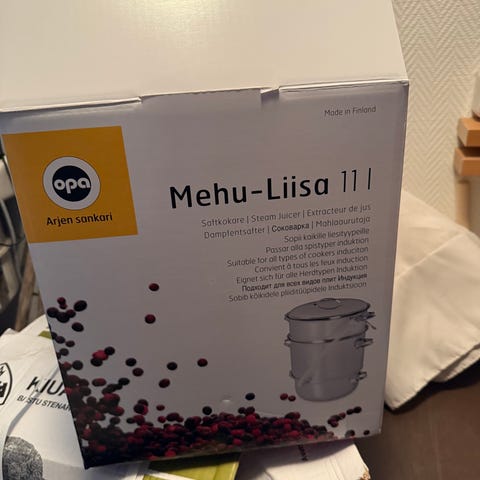 Made in Finland
opa
Arjen sankari
Mehu-Liisa 11 l
Saftkokare | Steam Juicer | Extracteur de jus
Dampfentsafter | Соковарка | Mahlaaurutaja
Sopii kaikille liesityypeille
Passar alla spistyper induktion
Suitable for all types of cookers induciton
Convient à tous les feux induction
Eignet sich für alle Herdtypen Induktion
Подходит для всех видов плит Индукция
Sobib kõikidele pliiditüüpidele Induktsioon